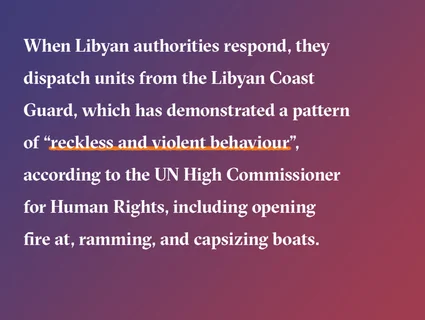 When Libyan authorities respond, they
dispatch units from the Libyan Coast
Guard, which has demonstrated a pattern
of “reckless and violent behaviour”,
according to the UN High Commissioner
for Human Rights, including opening
fire at, ramming, and capsizing boats.